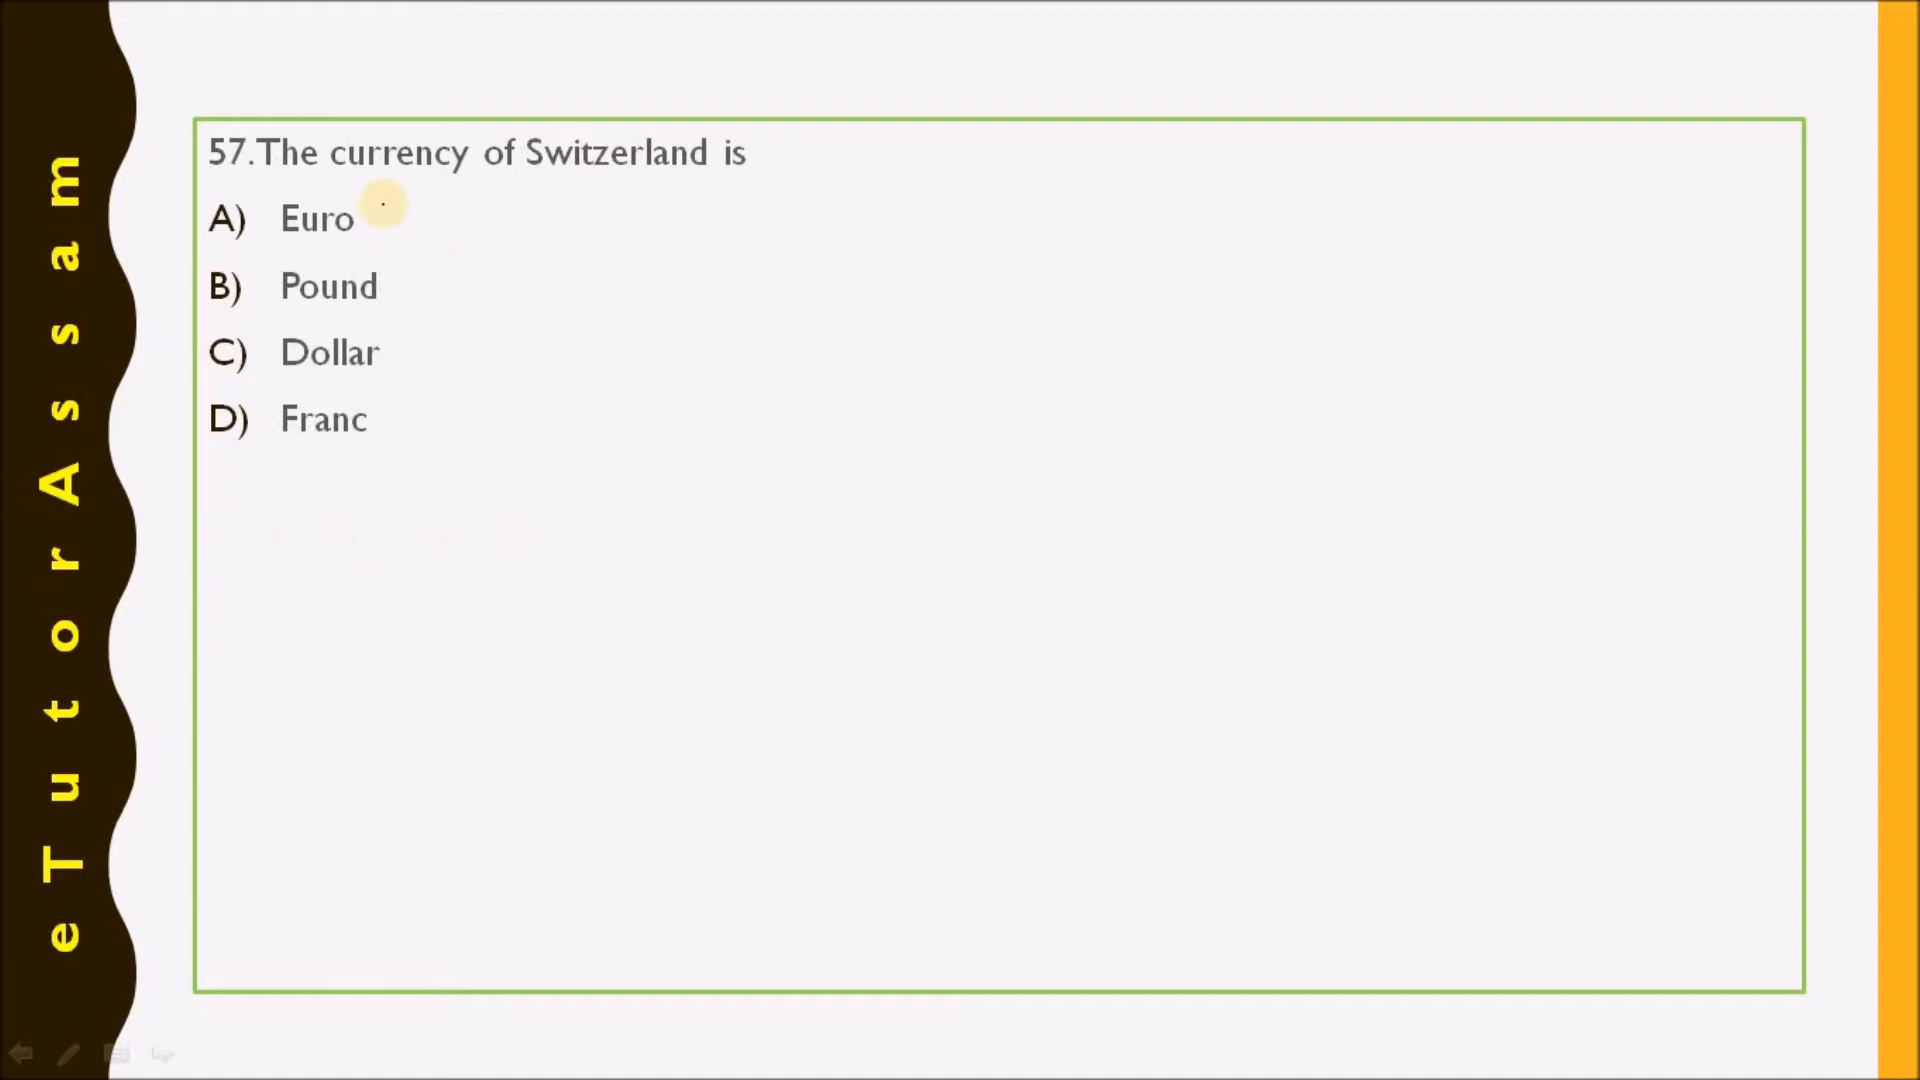 eTutorAssam
57.The currency of Switzerland is
A) Euro
B) Pound
C) Dollar
D) Franc